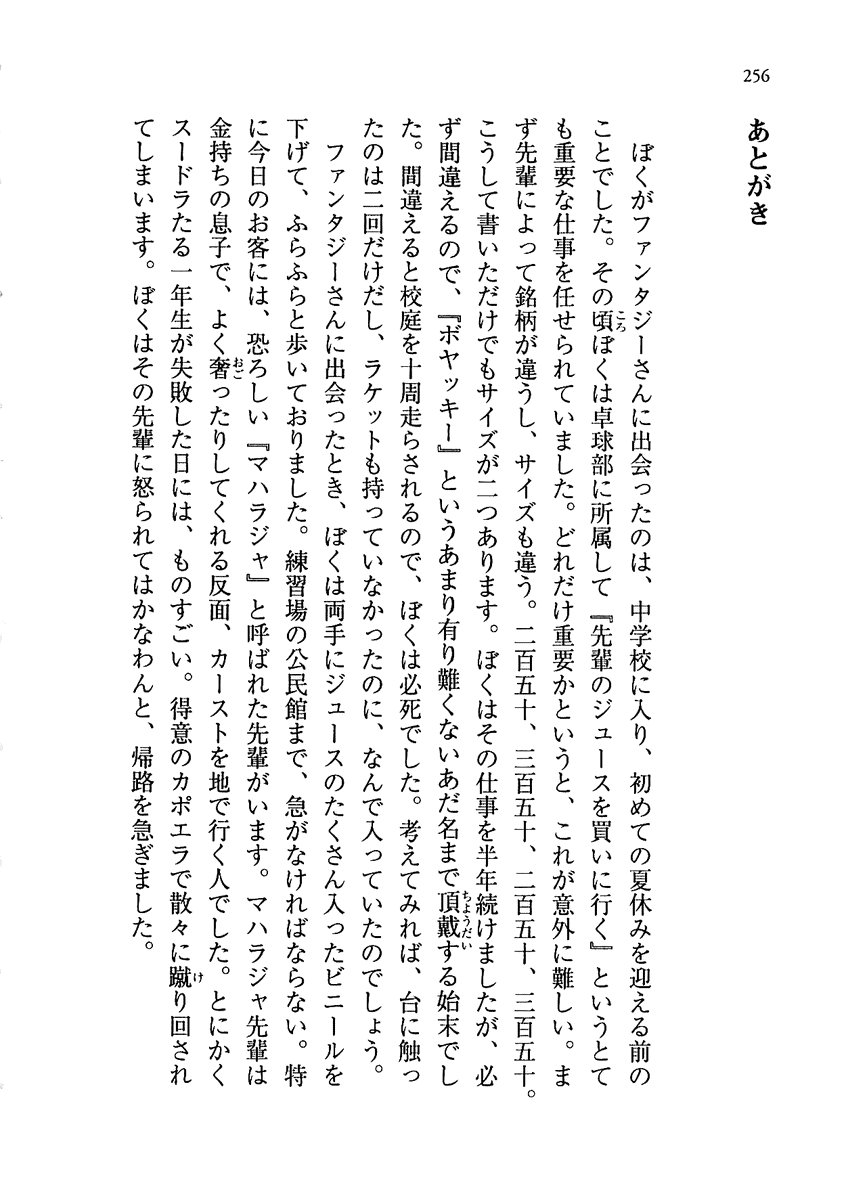 256
あとがき
ぼくがファンタジーさんに出会ったのは、中学校に入り、初めての夏休みを迎える前の
ことでした。その頃ぼくは卓球部に所属して『先輩のジュースを買いに行く』というとて
も重要な仕事を任せられていました。どれだけ重要かというと、これが意外に難しい。ま
ず先輩によって銘柄が違うし、サイズも違う。二百五十、三百五十、二百五十、三百五十。
こうして書いただけでもサイズが二つあります。ぼくはその仕事を半年続けましたが、必
ず間違えるので、『ボヤッキー』というあまり有り難くないあだ名まで頂戴する始末でし
た。間違えると校庭を十周走らされるので、ぼくは必死でした。考えてみれば、台に触っ
たのは二回だけだし、ラケットも持っていなかったのに、なんで入っていたのでしょう。
ファンタジーさんに出会ったとき、ぼくは両手にジュースのたくさん入ったビニールを
下げて、ふらふらと歩いておりました。練習場の公民館まで、急がなければならない。特
に今日のお客には、恐ろしい『マハラジャ』と呼ばれた先輩がいます。マハラジャ先輩は
金持ちの息子で、よく奢ったりしてくれる反面、カーストを地で行く人でした。とにかく
スードラたる一年生が失敗した日には、ものすごい。得意のカポエラで散々に蹴り回され
てしまいます。ぼくはその先輩に怒られてはかなわんと、帰路を急ぎました。